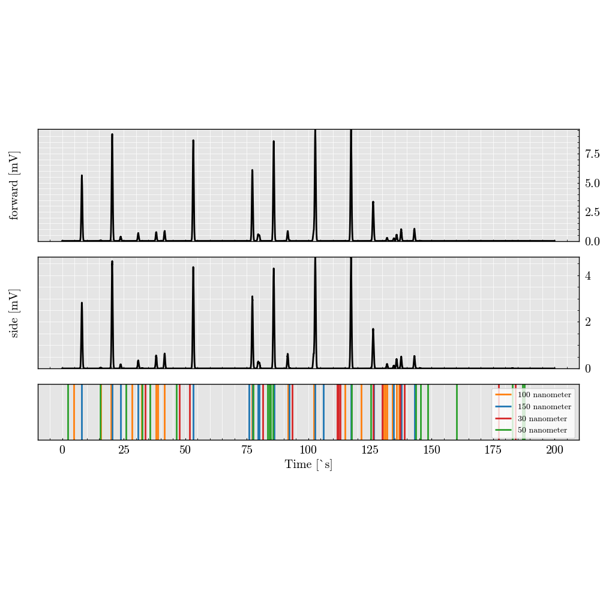 forward [mV]
7.5
5.0
2.5
0.0
side [mV]
4
2
0
100 nanometer
150 nanometer
30 nanometer
50 nanometer
0 25 50 75 100 125 150 175 200
Time [`s]